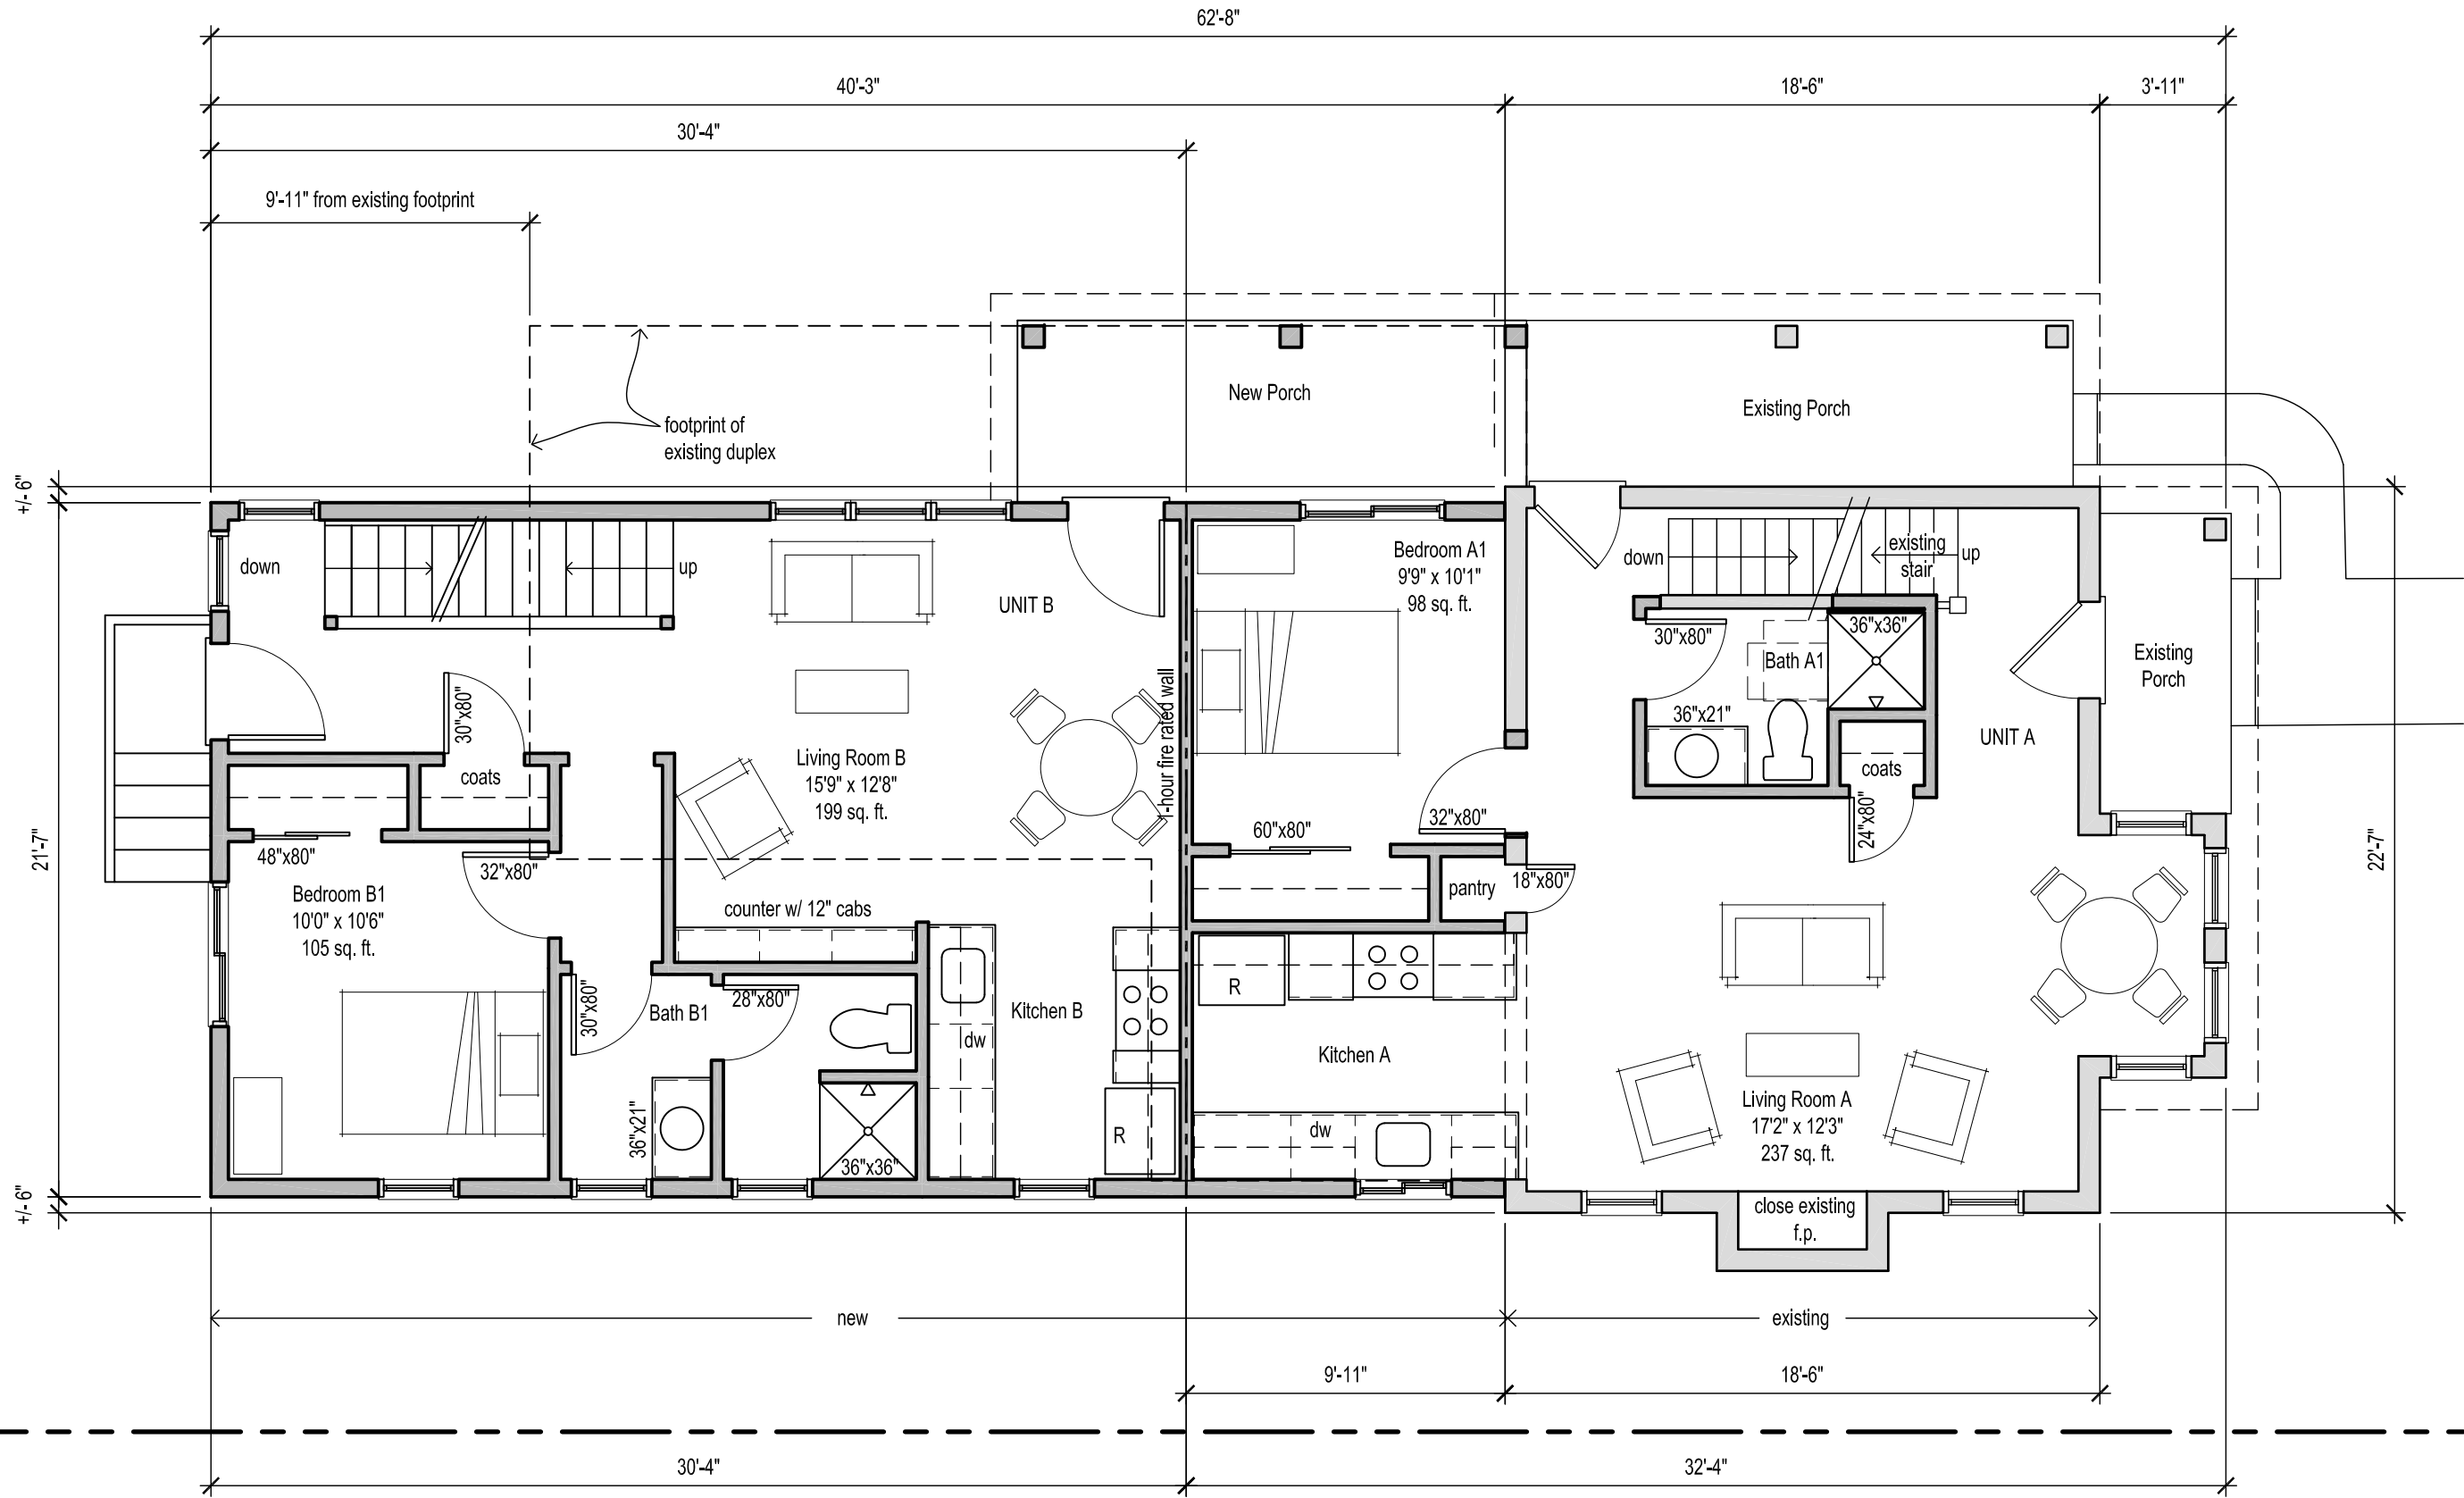 62'-8"
40'-3"
18'-6"
3'-11"
30'-4"
9'-11" from existing footprint
New Porch
Existing Porch
footprint of
existing duplex
+/- 6"
21'-7"
+/- 6"
22'-7"
down
up
UNIT B
Bedroom A1
9'9" x 10'1"
98 sq. ft.
down
existing
stair
up
30"x80"
36"x36"
Bath A1
Existing
Porch
36"x21"
UNIT A
coats
24"x80"
30"x80"
coats
Living Room B
15'9" x 12'8"
199 sq. ft.
1-hour fire rated wall
60"x80"
32"x80"
48"x80"
32"x80"
pantry
18"x80"
Bedroom B1
10'0" x 10'6"
105 sq. ft.
counter w/ 12" cabs
30"x80"
Bath B1
28"x80"
Kitchen B
dw
R
R
Kitchen A
dw
36"x21"
36"x36"
Living Room A
17'2" x 12'3"
237 sq. ft.
close existing
f.p.
new
existing
9'-11"
18'-6"
30'-4"
32'-4"